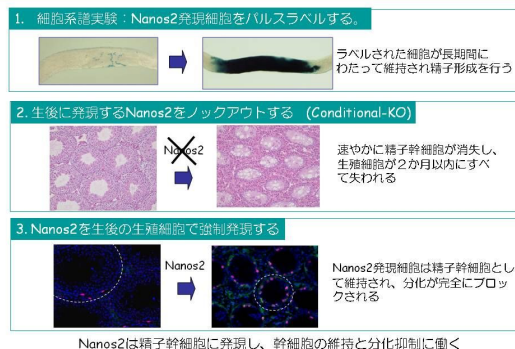 1. 細胞系譜実験：Nanos2発現細胞をパルスラベルする。
ラベルされた細胞が長期間に
わたって維持され精子形成を行う
2. 生後に発現するNanos2をノックアウトする (Conditional-KO)
Nanos2
速やかに精子幹細胞が消失し、
生殖細胞が２か月以内にすべ
て失われる
3. Nanos2を生後の生殖細胞で強制発現する
Nanos2
Nanos2発現細胞は精子幹細胞とし
て維持され、分化が完全にブロッ
クされる
Nanos2は精子幹細胞に発現し、幹細胞の維持と分化抑制に働く